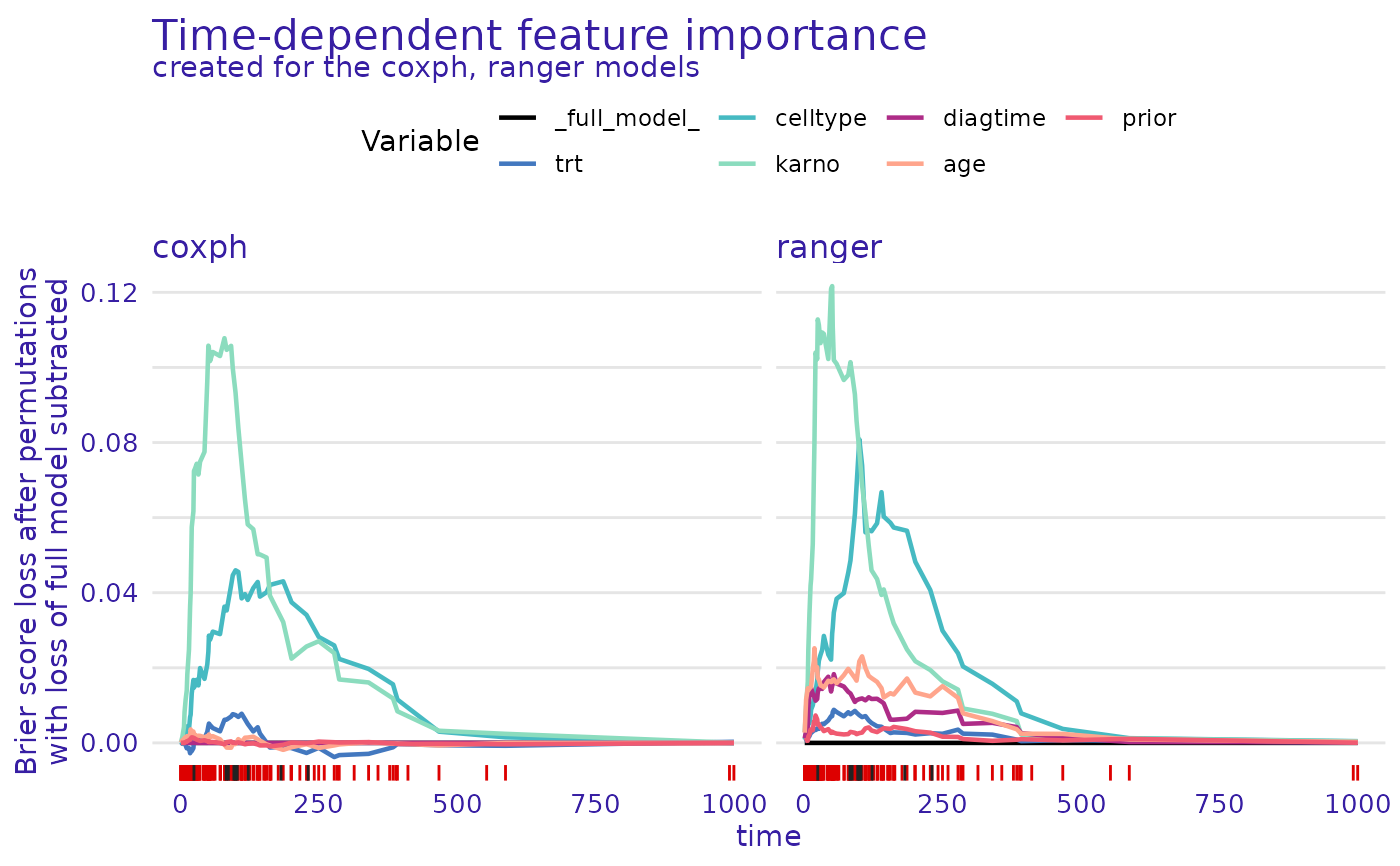 Time-dependent feature importance
created for the coxph, ranger models
Variable
_full_model_ celltype diagtime prior
trt karno age
coxph ranger
Brier score loss after permutations
with loss of full model subtracted
0.12
0.08
0.04
0.00
0 250 500 750 1000 0 250 500 750 1000
time